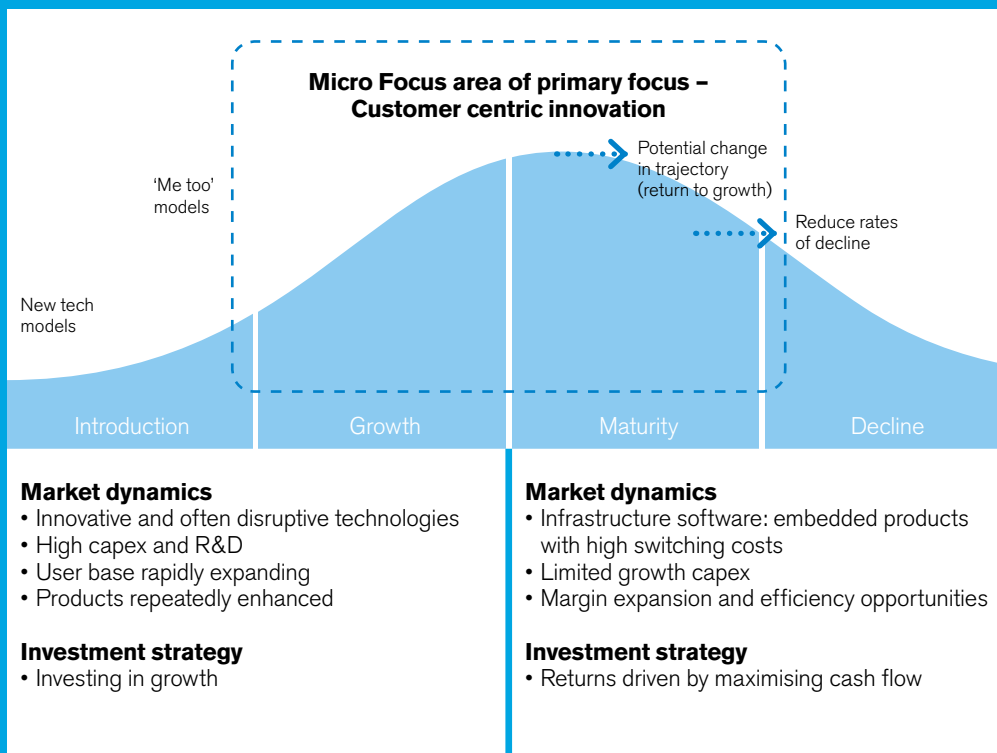 Micro Focus area of primary focus –
Customer centric innovation
Potential change
in trajectory
(return to growth)
'Me too'
models
Reduce rates
of decline
New tech
models
Introduction
Growth
Maturity
Decline
Market dynamics
• Innovative and often disruptive technologies
• High capex and R&D
• User base rapidly expanding
• Products repeatedly enhanced
Investment strategy
• Investing in growth
Market dynamics
• Infrastructure software: embedded products
with high switching costs
• Limited growth capex
• Margin expansion and efficiency opportunities
Investment strategy
• Returns driven by maximising cash flow